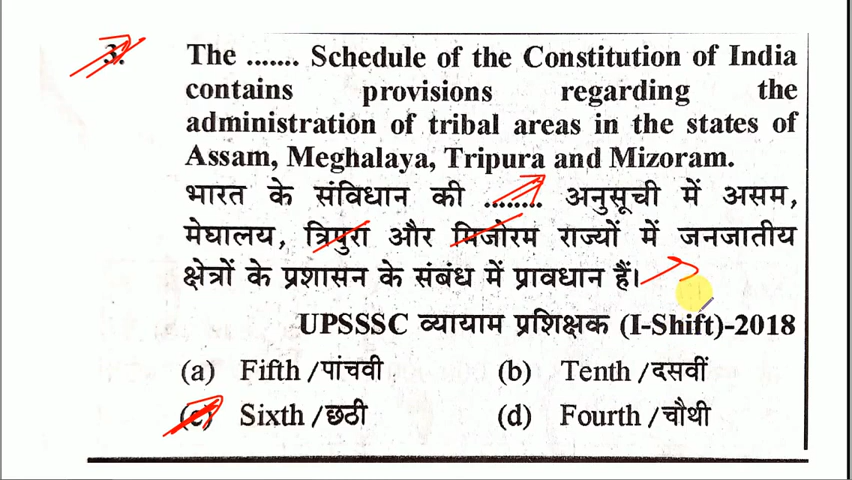 3. The ....... Schedule of the Constitution of India
contains provisions regarding the
administration of tribal areas in the states of
Assam, Meghalaya, Tripura and Mizoram.
भारत के संविधान की ........ अनुसूची में असम,
मेघालय, त्रिपुरा और मिजोरम राज्यों में जनजातीय
क्षेत्रों के प्रशासन के संबंध में प्रावधान हैं।
UPSSSC व्यायाम प्रशिक्षक (I-Shift)-2018
(a) Fifth /पांचवी (b) Tenth /दसवीं
(c) Sixth /छठी (d) Fourth /चौथी